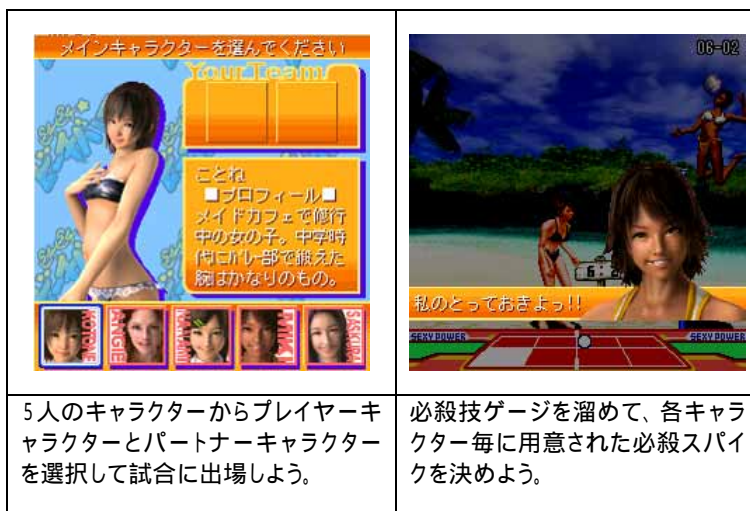 メインキャラクターを選んでください
Your Team
ことね
■プロフィール■
メイドカフェで修行
中の女の子。中学時
代にバレー部で鍛えた
腕はかなりのもの。
KOTONE
ANGIE
NANAMI
5人のキャラクターからプレイヤーキ
ャラクターとパートナーキャラクター
を選択して試合に出場しよう。
06-02
6:2
私のとっておきよっ!!
SEXY POWER
SEXY POWER
必殺技ゲージを溜めて、各キャラ
クター毎に用意された必殺スパイ
クを決めよう。